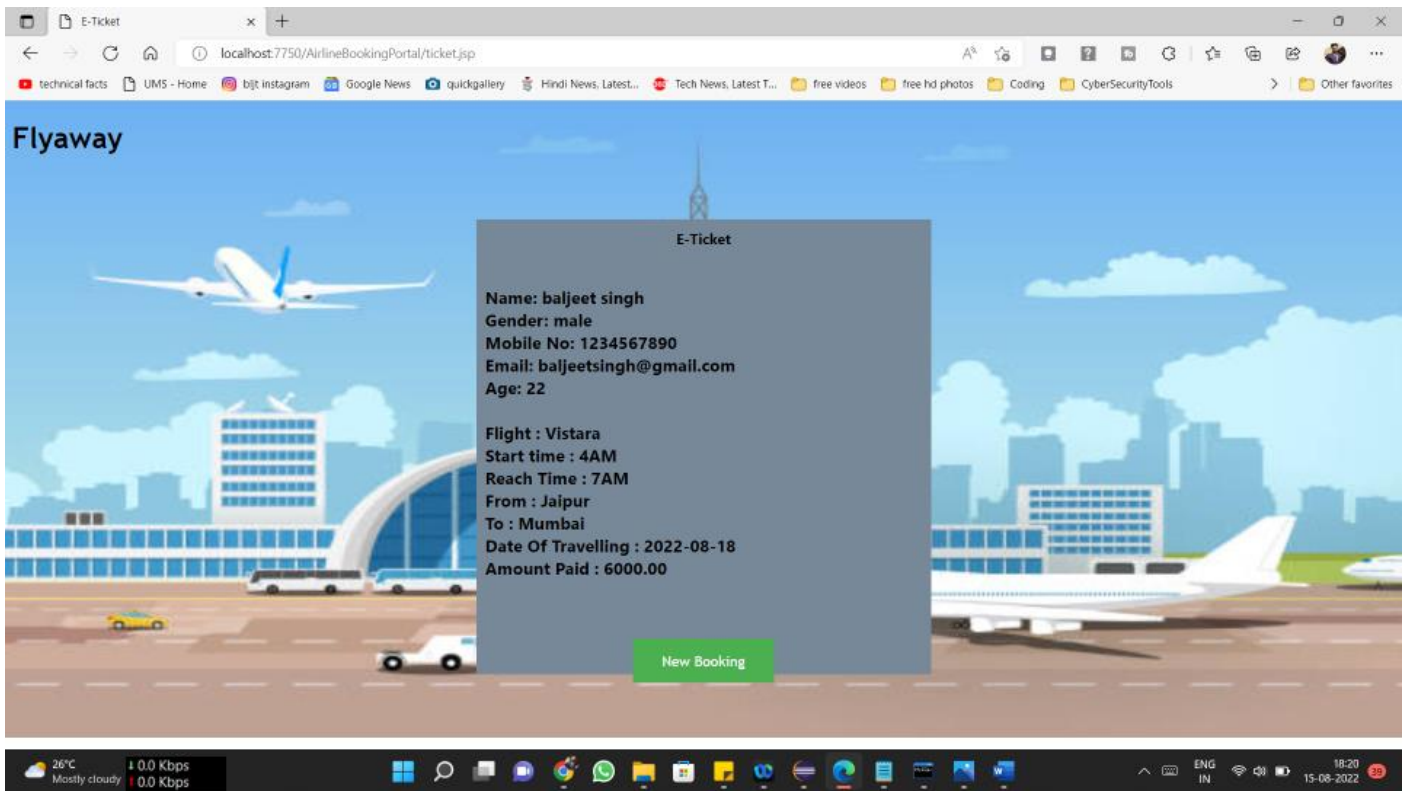 E-Ticket
localhost:7750/AirlineBookingPortal/ticket.jsp
technical facts UMS - Home bijt instagram Google News quickgallery Hindi News, Latest... Tech News, Latest T... free videos free hd photos Coding CyberSecurityTools Other favorites
Flyaway
E-Ticket
Name: baljeet singh
Gender: male
Mobile No: 1234567890
Email: baljeetsingh@gmail.com
Age: 22
Flight : Vistara
Start time : 4AM
Reach Time : 7AM
From : Jaipur
To : Mumbai
Date Of Travelling : 2022-08-18
Amount Paid : 6000.00
New Booking
26°C
Mostly cloudy
0.0 Kbps
0.0 Kbps
ENG
IN
18:20
15-08-2022
39